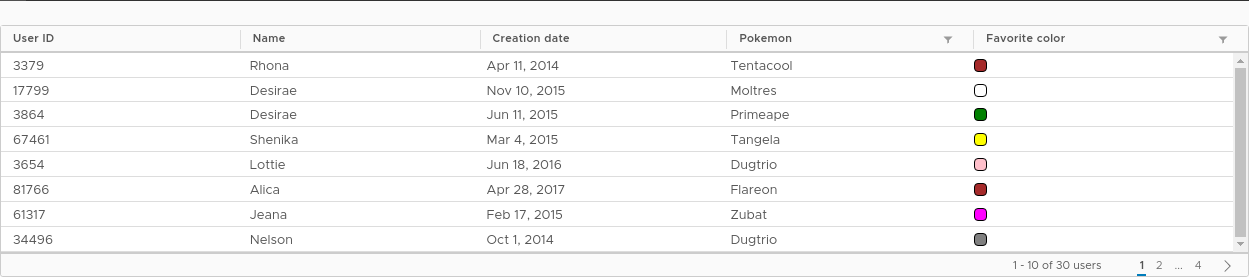 User ID Name Creation date Pokemon Favorite color
3379 Rhona Apr 11, 2014 Tentacool
17799 Desirae Nov 10, 2015 Moltres
3864 Desirae Jun 11, 2015 Primeape
67461 Shenika Mar 4, 2015 Tangela
3654 Lottie Jun 18, 2016 Dugtrio
81766 Alica Apr 28, 2017 Flareon
61317 Jeana Feb 17, 2015 Zubat
34496 Nelson Oct 1, 2014 Dugtrio
1 - 10 of 30 users 1 2 ... 4